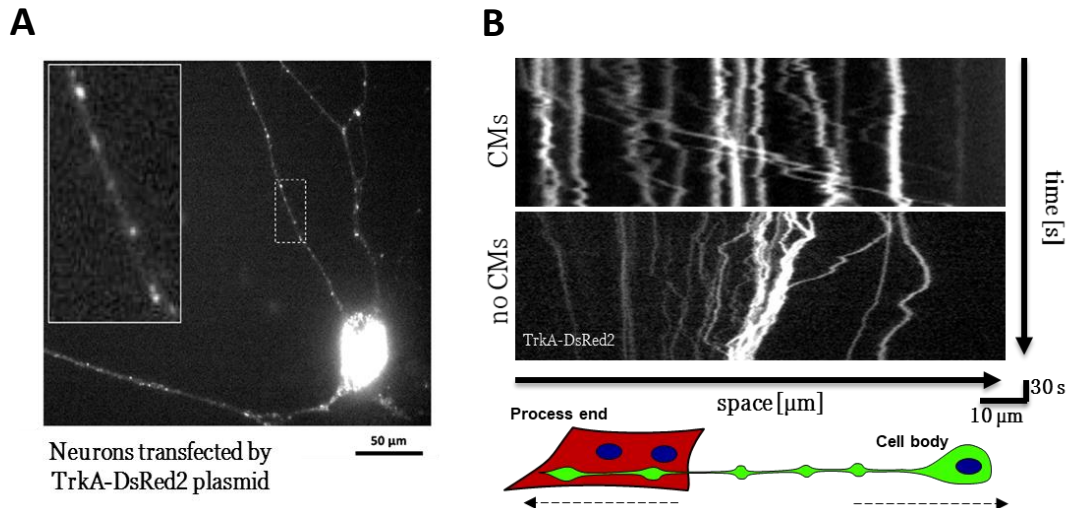 A
50 µm
Neurons transfected by
TrkA-DsRed2 plasmid
B
CMs
no CMs
TrkA-DsRed2
time [s]
space [µm]
30 s
10 µm
Process end
Cell body